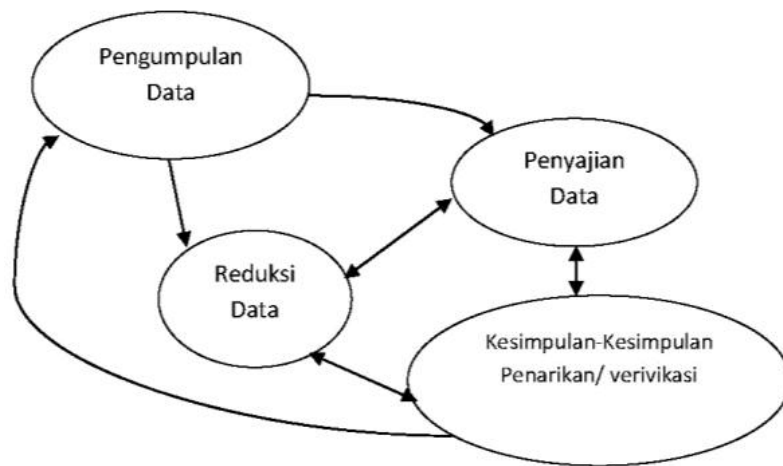 Pengumpulan
Data
Penyajian
Data
Reduksi
Data
Kesimpulan-Kesimpulan
Penarikan/ verivikasi